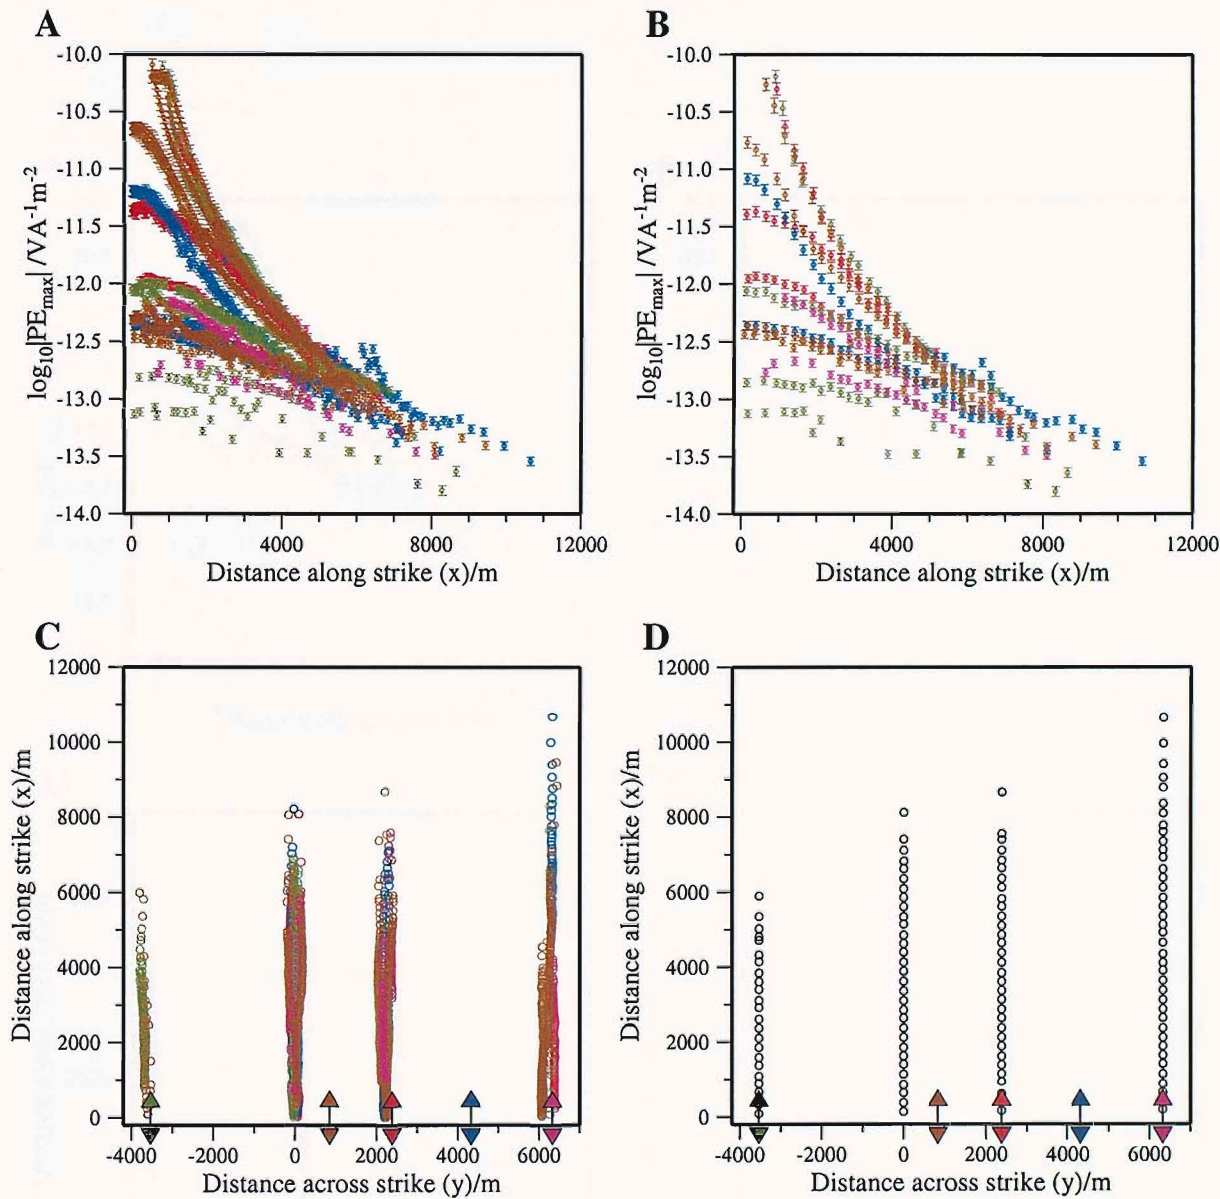 A
B
-10.0
-10.5
-11.0
-11.5
-12.0
-12.5
-13.0
-13.5
-14.0
log10|PEmax| /VA-1m-2
0 4000 8000 12000
Distance along strike (x)/m
-10.0
-10.5
-11.0
-11.5
-12.0
-12.5
-13.0
-13.5
-14.0
log10|PEmax| /VA-1m-2
0 4000 8000 12000
Distance along strike (x)/m
C
D
12000
10000
8000
6000
4000
2000
0
Distance along strike (x)/m
-4000 -2000 0 2000 4000 6000
Distance across strike (y)/m
12000
10000
8000
6000
4000
2000
0
Distance along strike (x)/m
-4000 -2000 0 2000 4000 6000
Distance across strike (y)/m